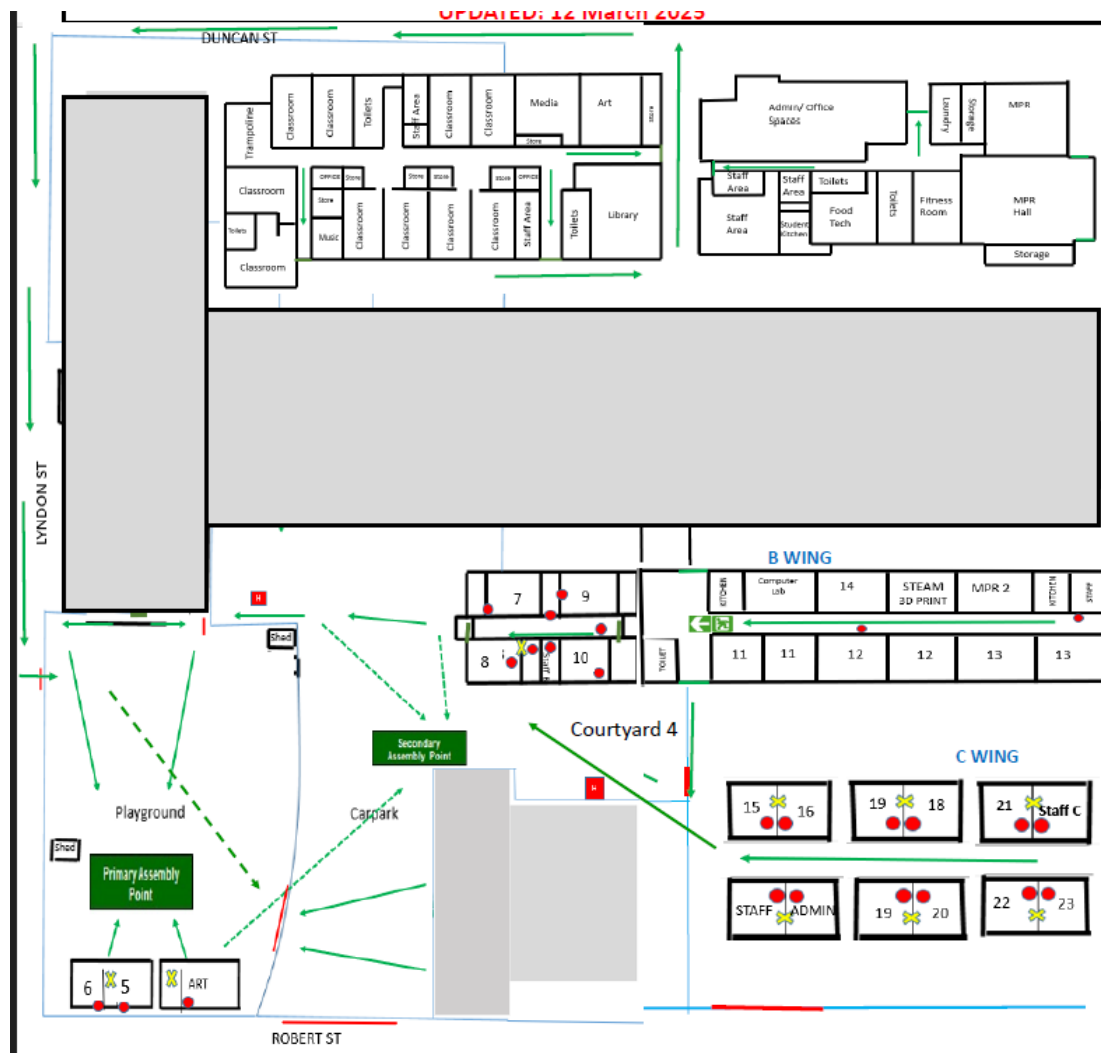 UPDATED: 12 March 2025
DUNCAN ST
Trampoline
Classroom
Classroom
Toilets
Staff Area
Classroom
Classroom
Media
Store
Art
Store
Classroom
Toilets
Classroom
OFFICE
Store
Store
Music
Classroom
Store
Store
Classroom
Classroom
Store
OFFICE
Classroom
Staff Area
Toilets
Library
Admin/ Office
Spaces
Laundry
Storage
MPR
Staff
Area
Staff
Area
Staff
Area
Student
Kitchen
Toilets
Food
Tech
Toilets
Fitness
Room
MPR
Hall
Storage
LYNDON ST
B WING
7
9
8
10
TOILET
KITCHEN
Computer
Lab
14
STEAM
3D PRINT
MPR 2
KITCHEN
STAFF
11
11
12
12
13
13
H
Shed
Secondary
Assembly Point
Courtyard 4
C WING
H
Playground
Carpark
Shed
Primary Assembly
Point
15
16
19
18
21
Staff C
STAFF
ADMIN
19
20
22
23
6
5
ART
ROBERT ST